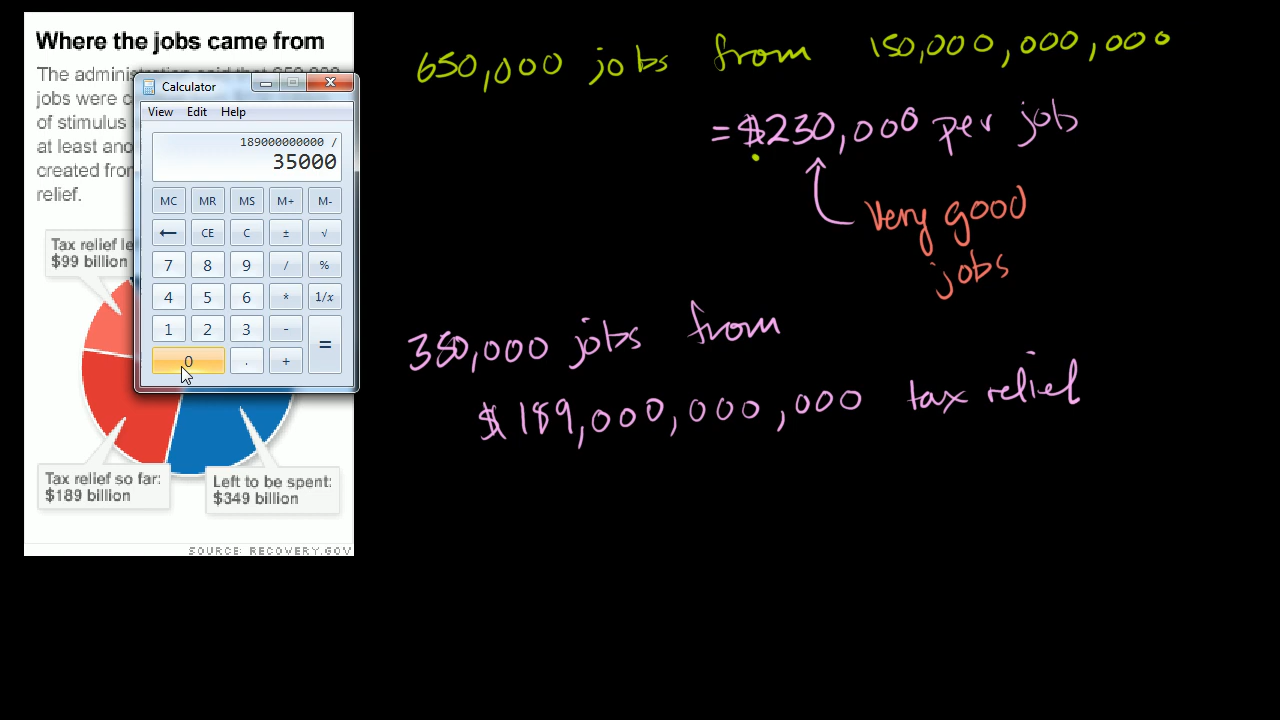 Where the jobs came from
The
jobs were c
of stimulus
at least ano
created from
relief.
Calculator
View Edit Help
189000000000 /
35000
MC MR MS M+ M-
← CE C ± √
7 8 9 / %
4 5 6 * 1/x
1 2 3 - =
0 . +
Tax relief le
$99 billion
Tax relief so far:
$189 billion
Left to be spent:
$349 billion
SOURCE: RECOVERY.GOV
650,000 jobs from 150,000,000,000
= $230,000 per job
Very good
jobs
350,000 jobs from
$189,000,000,000 tax relief